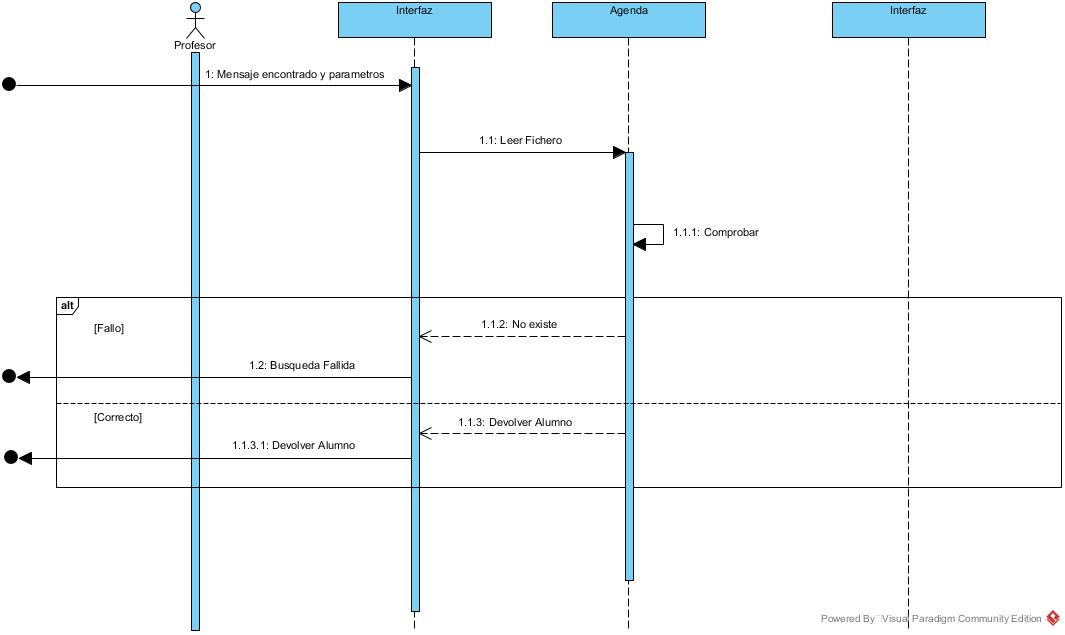 Interfaz
Agenda
Interfaz
Profesor
1: Mensaje encontrado y parametros
1.1: Leer Fichero
1.1.1: Comprobar
alt
[Fallo]
1.1.2: No existe
1.2: Busqueda Fallida
[Correcto]
1.1.3: Devolver Alumno
1.1.3.1: Devolver Alumno
Powered By Visual Paradigm Community Edition